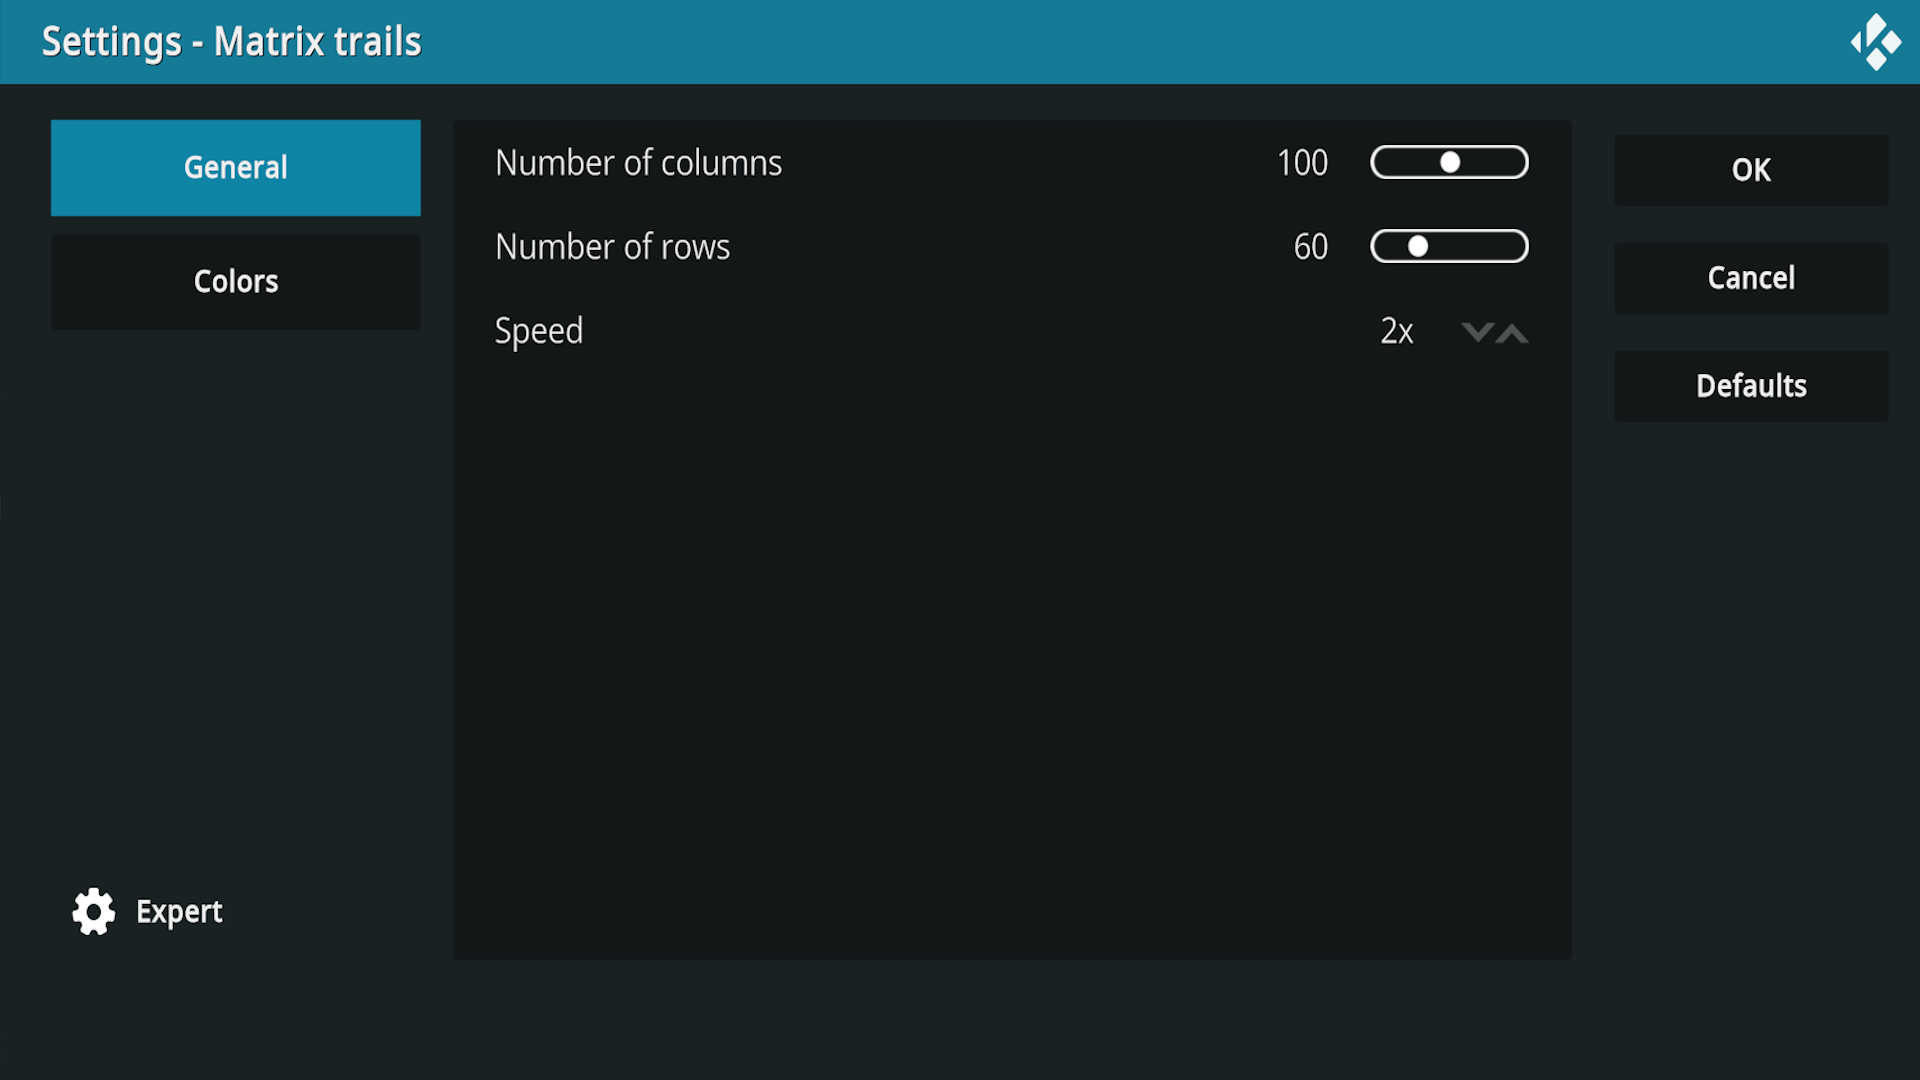 Settings - Matrix trails
General
Colors
Number of columns 100
Number of rows 60
Speed 2x
OK
Cancel
Defaults
Expert